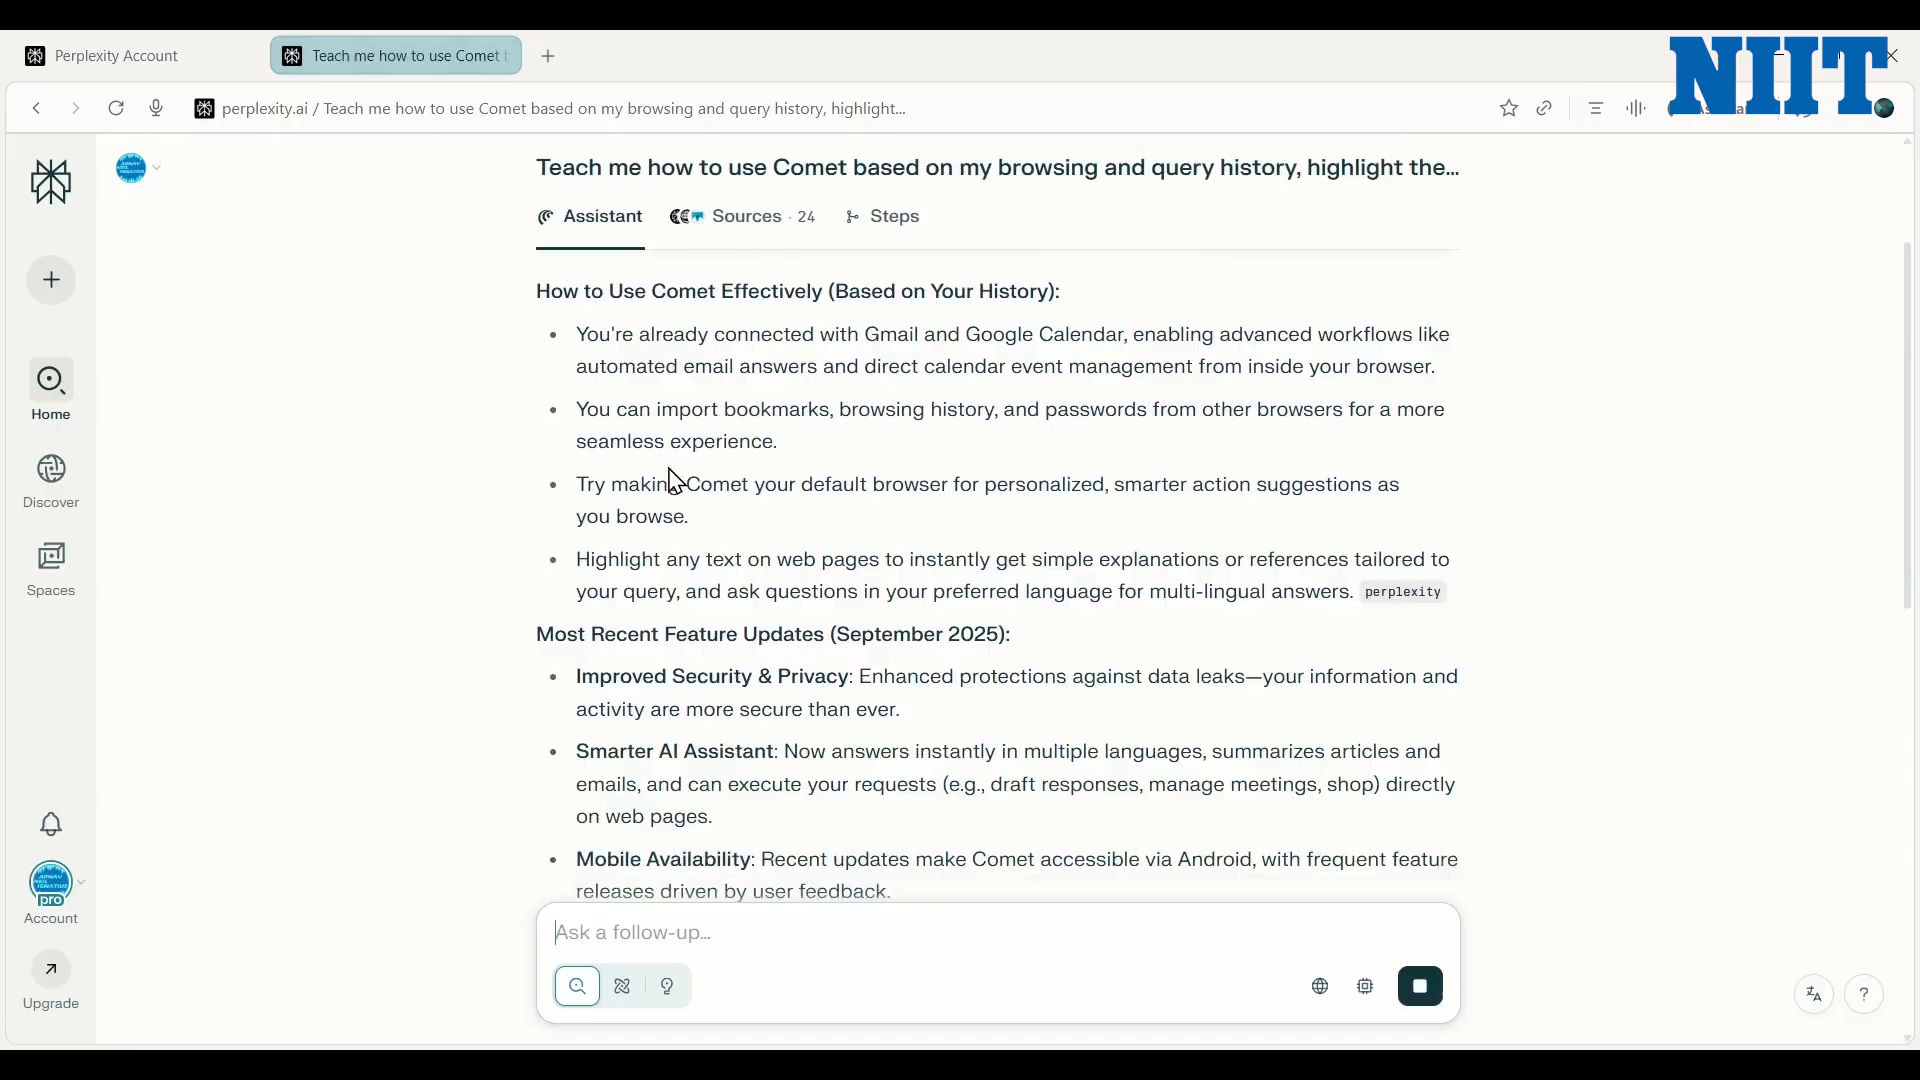 Perplexity Account
Teach me how to use Comet
NIIT
perplexity.ai / Teach me how to use Comet based on my browsing and query history, highlight...
Teach me how to use Comet based on my browsing and query history, highlight the...
Assistant
Sources · 24
Steps
How to Use Comet Effectively (Based on Your History):
• You're already connected with Gmail and Google Calendar, enabling advanced workflows like
automated email answers and direct calendar event management from inside your browser.
• You can import bookmarks, browsing history, and passwords from other browsers for a more
seamless experience.
• Try making Comet your default browser for personalized, smarter action suggestions as
you browse.
• Highlight any text on web pages to instantly get simple explanations or references tailored to
your query, and ask questions in your preferred language for multi-lingual answers. perplexity
Most Recent Feature Updates (September 2025):
• Improved Security & Privacy: Enhanced protections against data leaks—your information and
activity are more secure than ever.
• Smarter AI Assistant: Now answers instantly in multiple languages, summarizes articles and
emails, and can execute your requests (e.g., draft responses, manage meetings, shop) directly
on web pages.
• Mobile Availability: Recent updates make Comet accessible via Android, with frequent feature
releases driven by user feedback.
Ask a follow-up...
Home
Discover
Spaces
ARNAV
NEIL
IGNATIUS
pro
Account
Upgrade
?